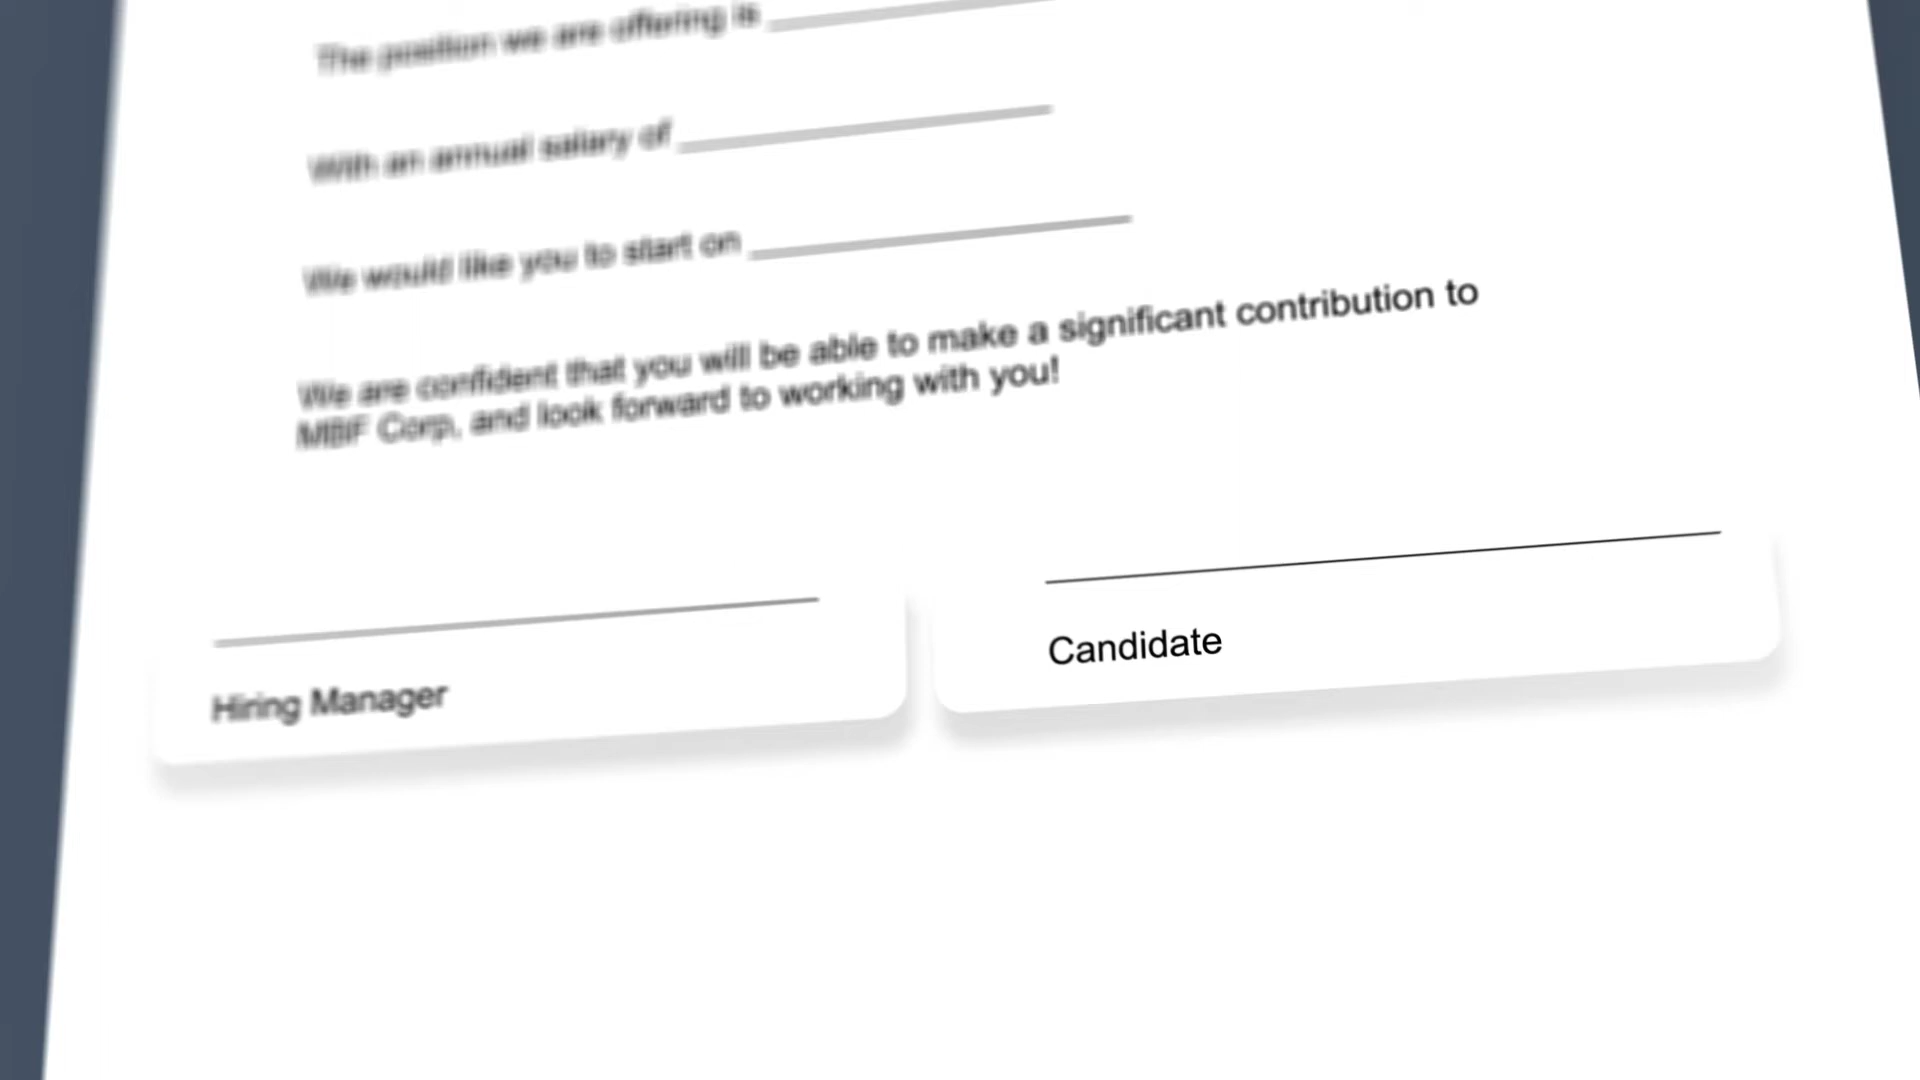 The position we are offering is
With an annual salary of
We would like you to start on
We are confident that you will be able to make a significant contribution to
MBF Corp, and look forward to working with you!
Hiring Manager
Candidate